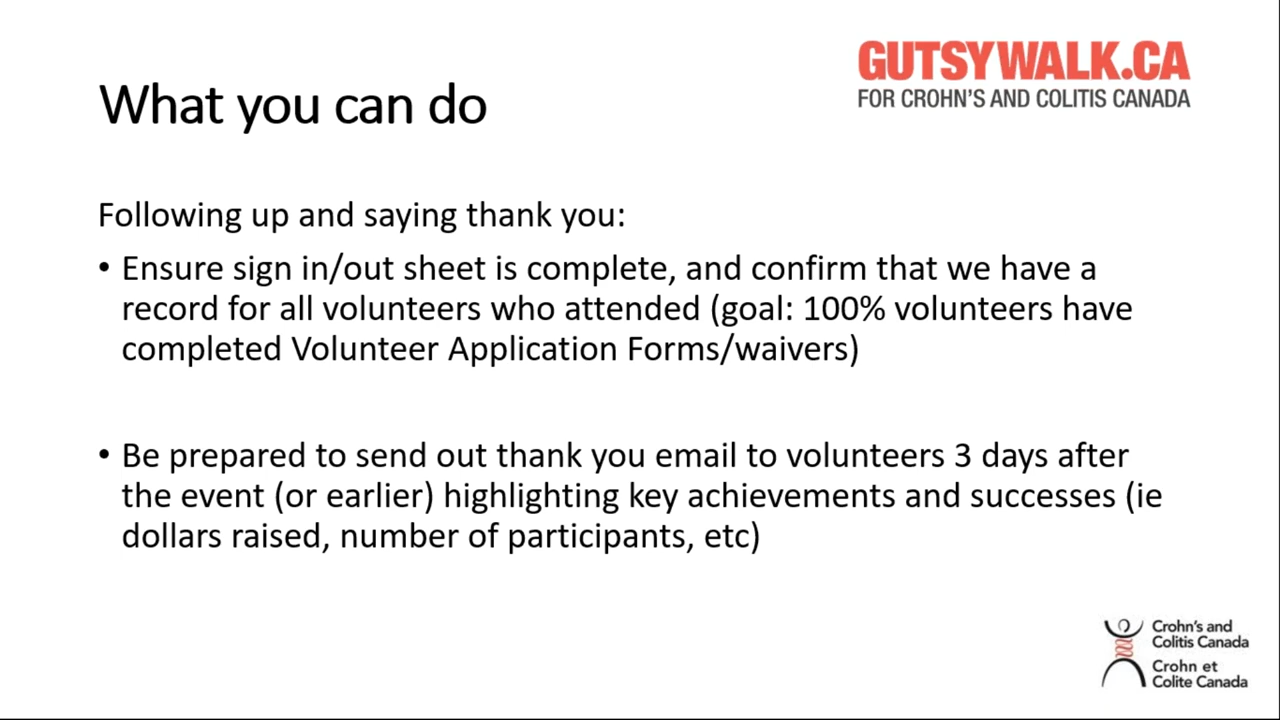 GUTSYWALK.CA
FOR CROHN'S AND COLITIS CANADA
What you can do
Following up and saying thank you:
• Ensure sign in/out sheet is complete, and confirm that we have a
record for all volunteers who attended (goal: 100% volunteers have
completed Volunteer Application Forms/waivers)
• Be prepared to send out thank you email to volunteers 3 days after
the event (or earlier) highlighting key achievements and successes (ie
dollars raised, number of participants, etc)
Crohn's and
Colitis Canada
Crohn et
Colite Canada